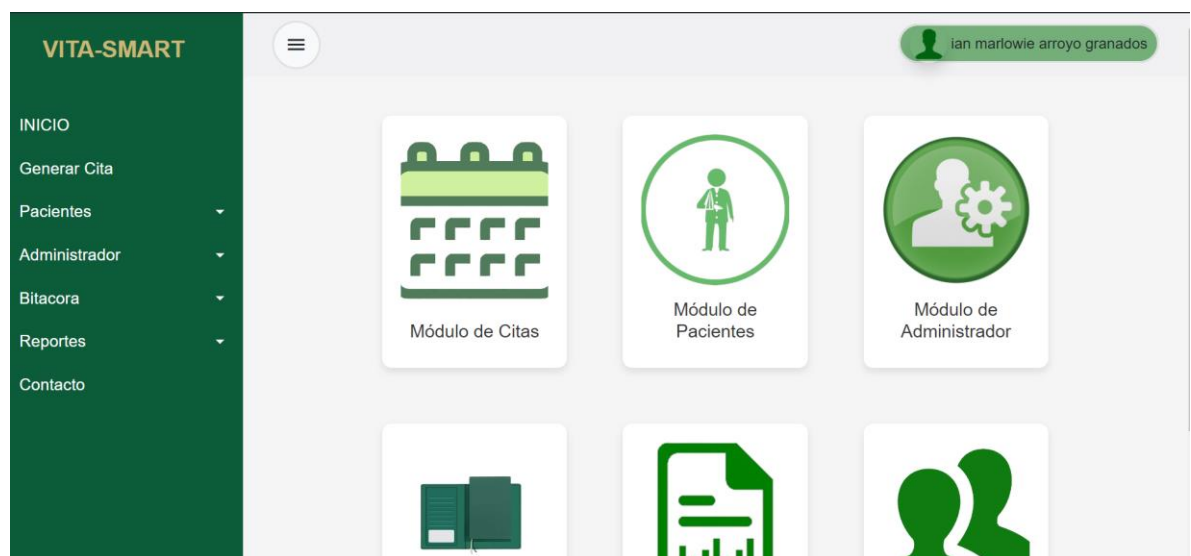 VITA-SMART
ian marlowie arroyo granados
INICIO
Generar Cita
Pacientes
Administrador
Bitacora
Reportes
Contacto
Módulo de Citas
Módulo de
Pacientes
Módulo de
Administrador